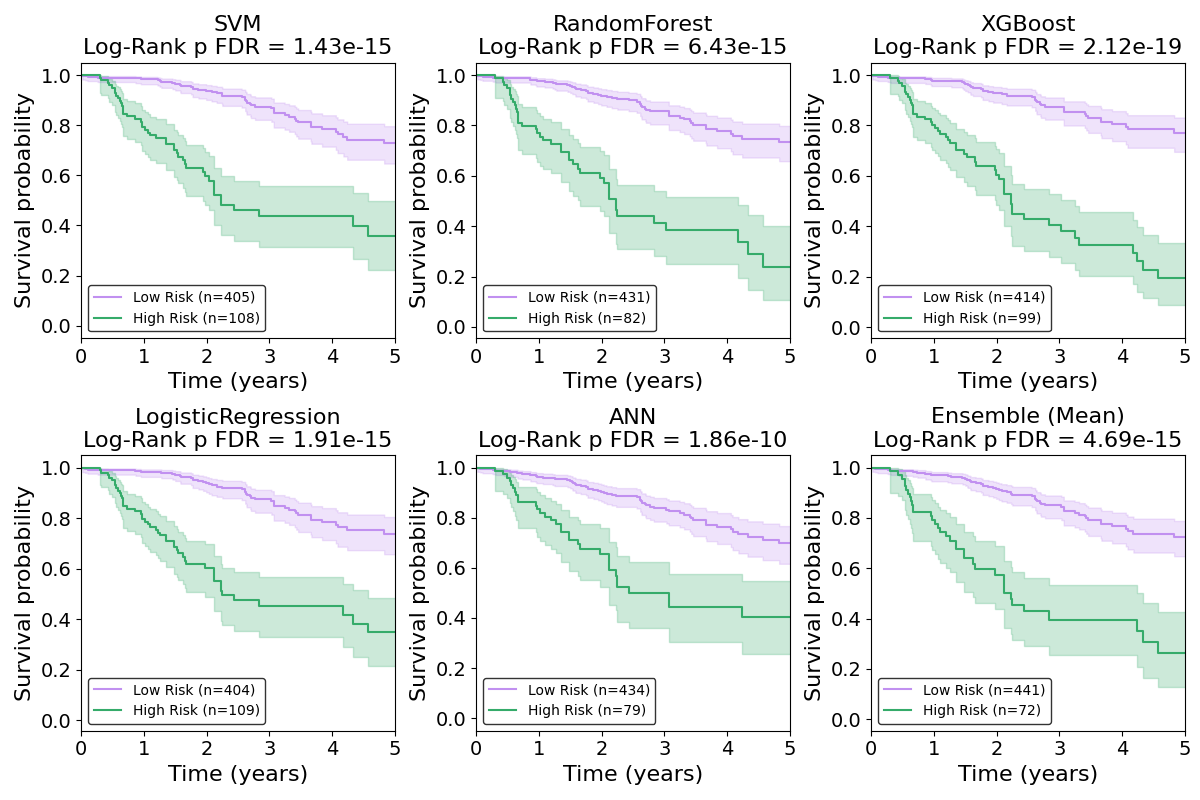 SVM
Log-Rank p FDR = 1.43e-15
Survival probability
1.0
0.8
0.6
0.4
0.2
0.0
Low Risk (n=405)
High Risk (n=108)
0 1 2 3 4 5
Time (years)
RandomForest
Log-Rank p FDR = 6.43e-15
Survival probability
1.0
0.8
0.6
0.4
0.2
0.0
Low Risk (n=431)
High Risk (n=82)
0 1 2 3 4 5
Time (years)
XGBoost
Log-Rank p FDR = 2.12e-19
Survival probability
1.0
0.8
0.6
0.4
0.2
0.0
Low Risk (n=414)
High Risk (n=99)
0 1 2 3 4 5
Time (years)
LogisticRegression
Log-Rank p FDR = 1.91e-15
Survival probability
1.0
0.8
0.6
0.4
0.2
0.0
Low Risk (n=404)
High Risk (n=109)
0 1 2 3 4 5
Time (years)
ANN
Log-Rank p FDR = 1.86e-10
Survival probability
1.0
0.8
0.6
0.4
0.2
0.0
Low Risk (n=434)
High Risk (n=79)
0 1 2 3 4 5
Time (years)
Ensemble (Mean)
Log-Rank p FDR = 4.69e-15
Survival probability
1.0
0.8
0.6
0.4
0.2
0.0
Low Risk (n=441)
High Risk (n=72)
0 1 2 3 4 5
Time (years)